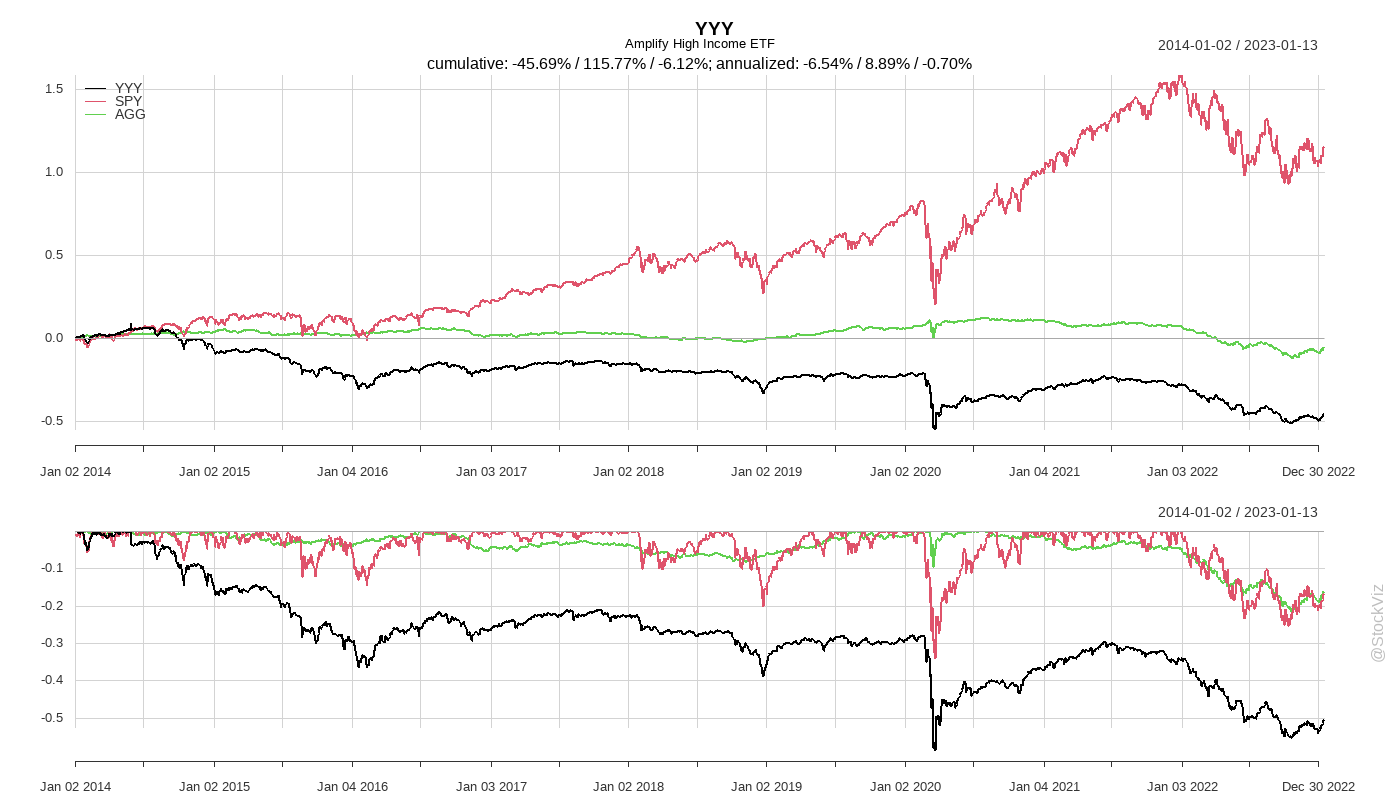 YYY
Amplify High Income ETF
2014-01-02 / 2023-01-13
cumulative: -45.69% / 115.77% / -6.12%; annualized: -6.54% / 8.89% / -0.70%
YYY
SPY
AGG
1.5
1.0
0.5
0.0
-0.5
Jan 02 2014 Jan 02 2015 Jan 04 2016 Jan 03 2017 Jan 02 2018 Jan 02 2019 Jan 02 2020 Jan 04 2021 Jan 03 2022 Dec 30 2022
2014-01-02 / 2023-01-13
-0.1
-0.2
-0.3
-0.4
-0.5
Jan 02 2014 Jan 02 2015 Jan 04 2016 Jan 03 2017 Jan 02 2018 Jan 02 2019 Jan 02 2020 Jan 04 2021 Jan 03 2022 Dec 30 2022
@StockViz